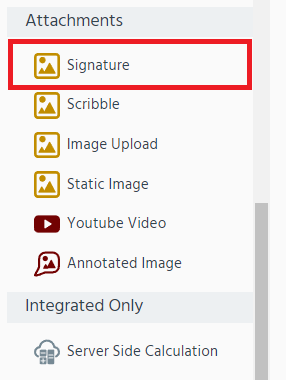 Attachments
Signature
Scribble
Image Upload
Static Image
Youtube Video
Annotated Image
Integrated Only
Server Side Calculation